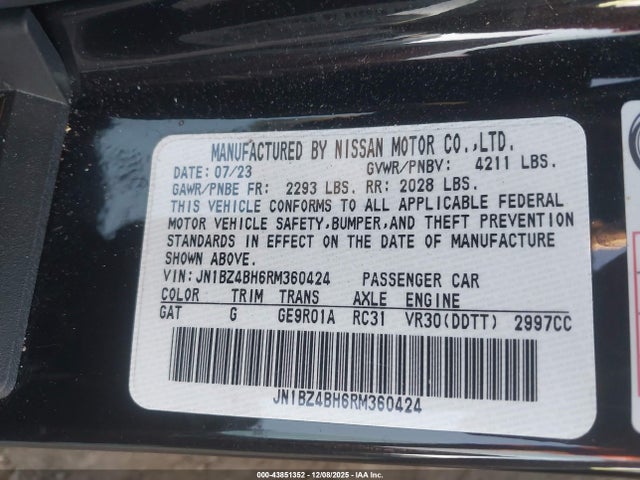 MANUFACTURED BY NISSAN MOTOR CO.,LTD.
DATE: 07/23 GVWR/PNBV: 4211 LBS.
GAWR/PNBE FR: 2293 LBS. RR: 2028 LBS.
THIS VEHICLE CONFORMS TO ALL APPLICABLE FEDERAL
MOTOR VEHICLE SAFETY,BUMPER,AND THEFT PREVENTION
STANDARDS IN EFFECT ON THE DATE OF MANUFACTURE
SHOWN ABOVE.
VIN: JN1BZ4BH6RM360424 PASSENGER CAR
COLOR TRIM TRANS AXLE ENGINE
GAT G GE9R01A RC31 VR30(DDTT) 2997CC
JN1BZ4BH6RM360424
000-43851352 | 12/08/2025 | IAA Inc.